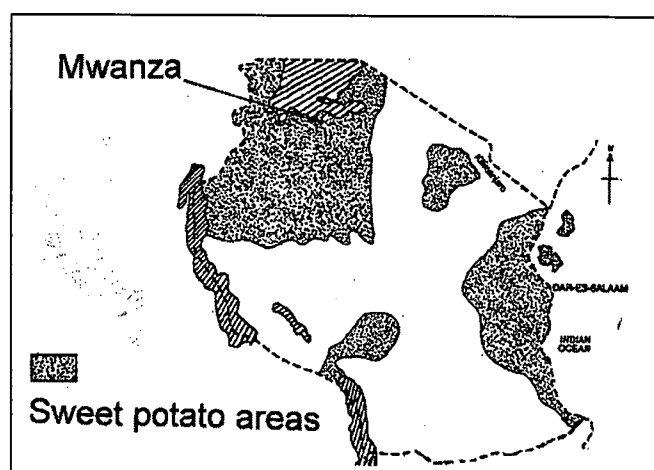 Mwanza
N
DAR-ES-SALAAM
INDIAN
OCEAN
Sweet potato areas